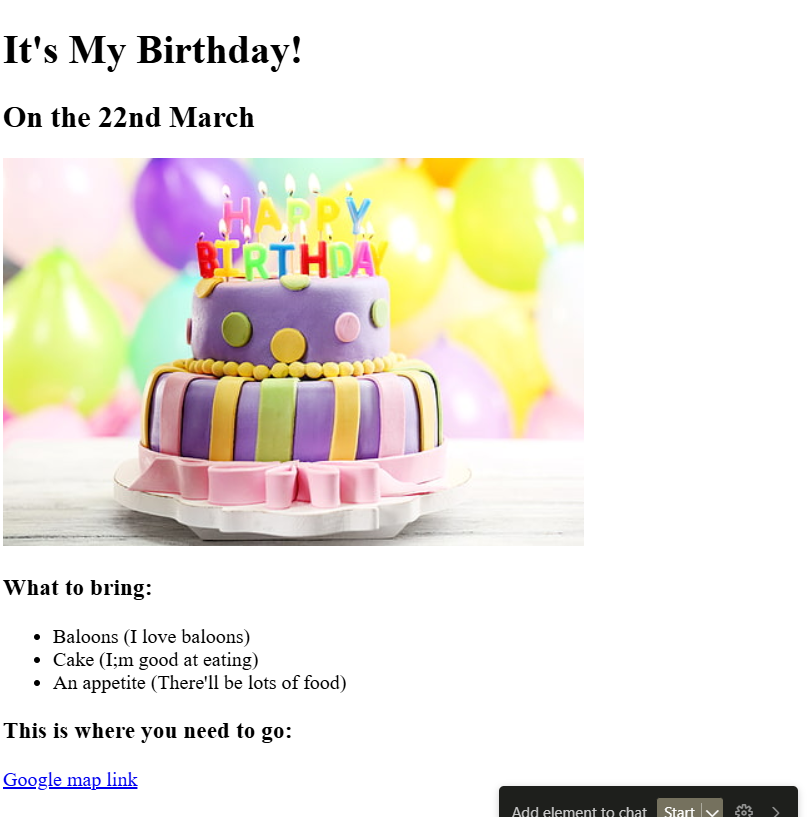 It's My Birthday!
On the 22nd March
HAPPY
BIRTHDAY
What to bring:
Baloons (I love baloons)
Cake (I;m good at eating)
An appetite (There'll be lots of food)
This is where you need to go:
Google map link
Add element to chat Start